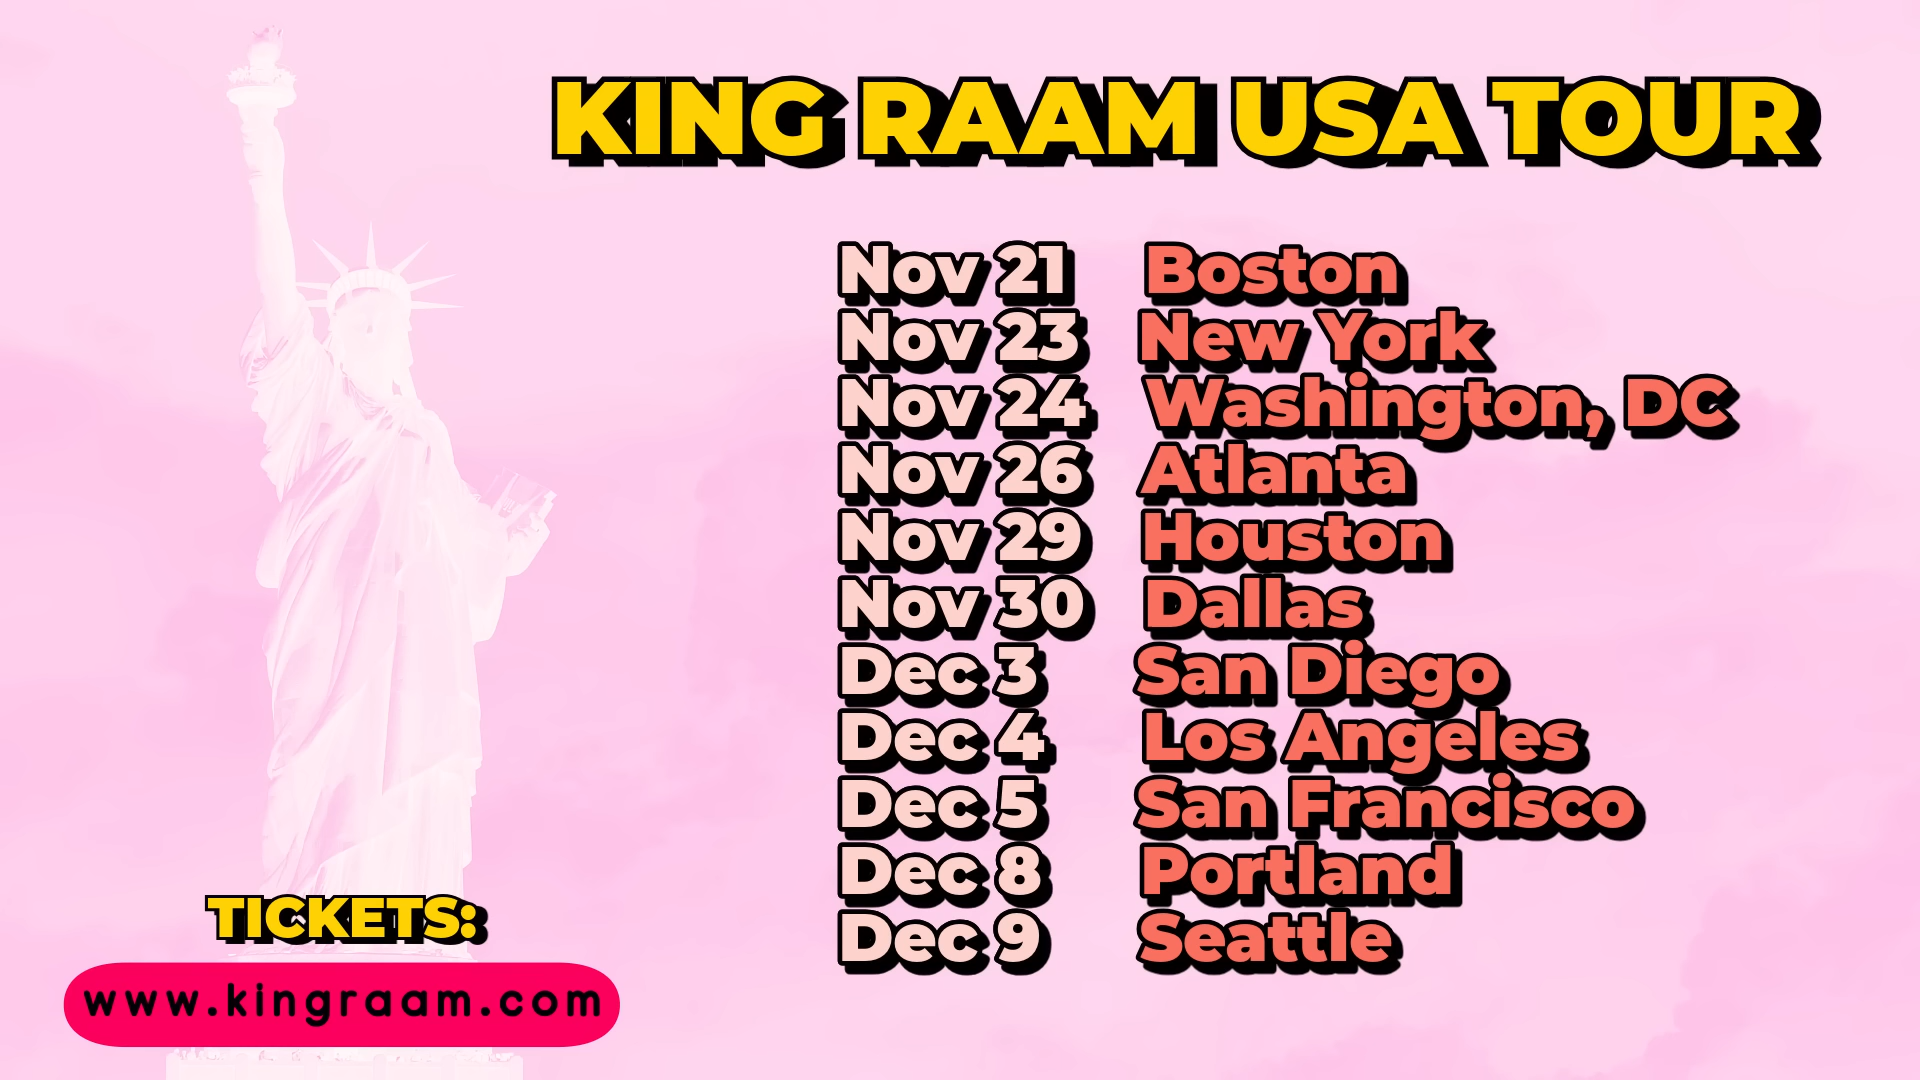 KING RAAM USA TOUR
Nov 21 Boston
Nov 23 New York
Nov 24 Washington, DC
Nov 26 Atlanta
Nov 29 Houston
Nov 30 Dallas
Dec 3 San Diego
Dec 4 Los Angeles
Dec 5 San Francisco
Dec 8 Portland
Dec 9 Seattle
TICKETS:
www.kingraam.com